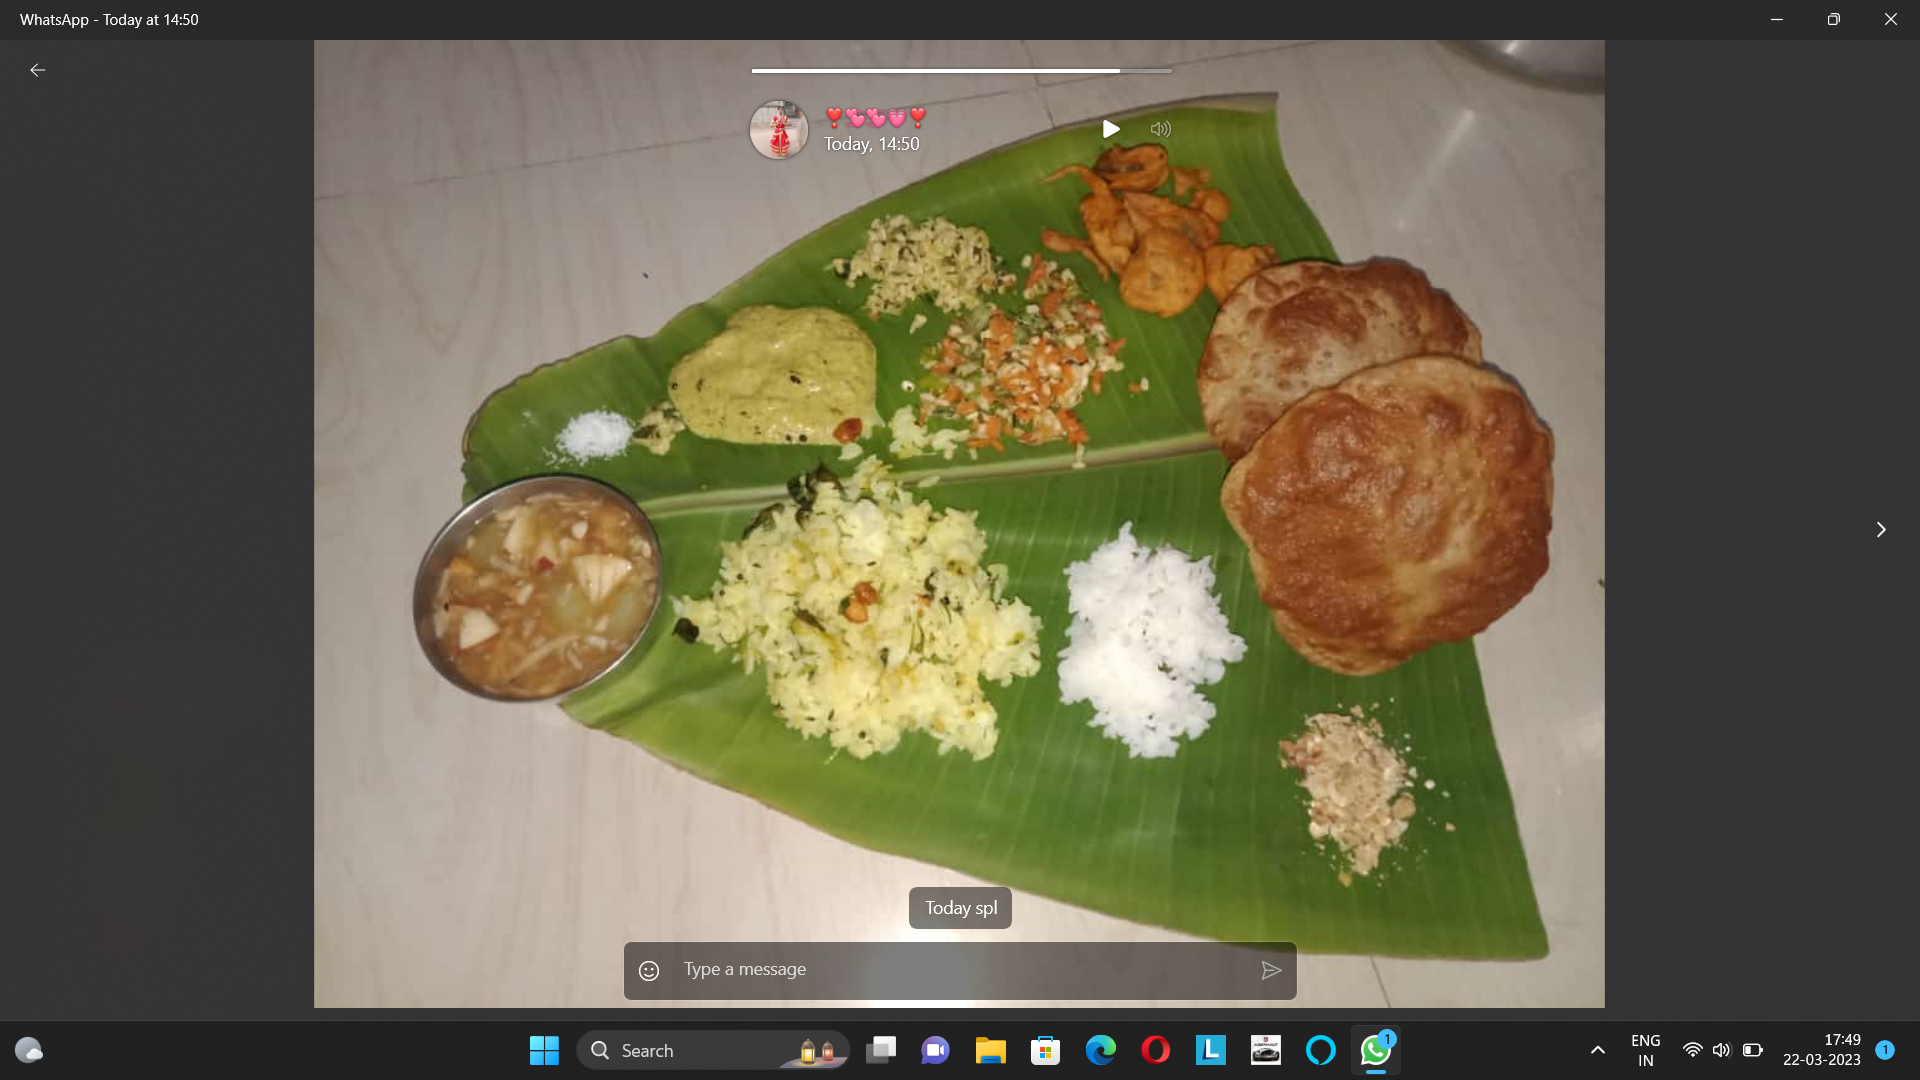 WhatsApp - Today at 14:50
❣️💕💕💗❣️
Today, 14:50
Today spl
Type a message
Search
L
1
ENG
IN
17:49
22-03-2023
1